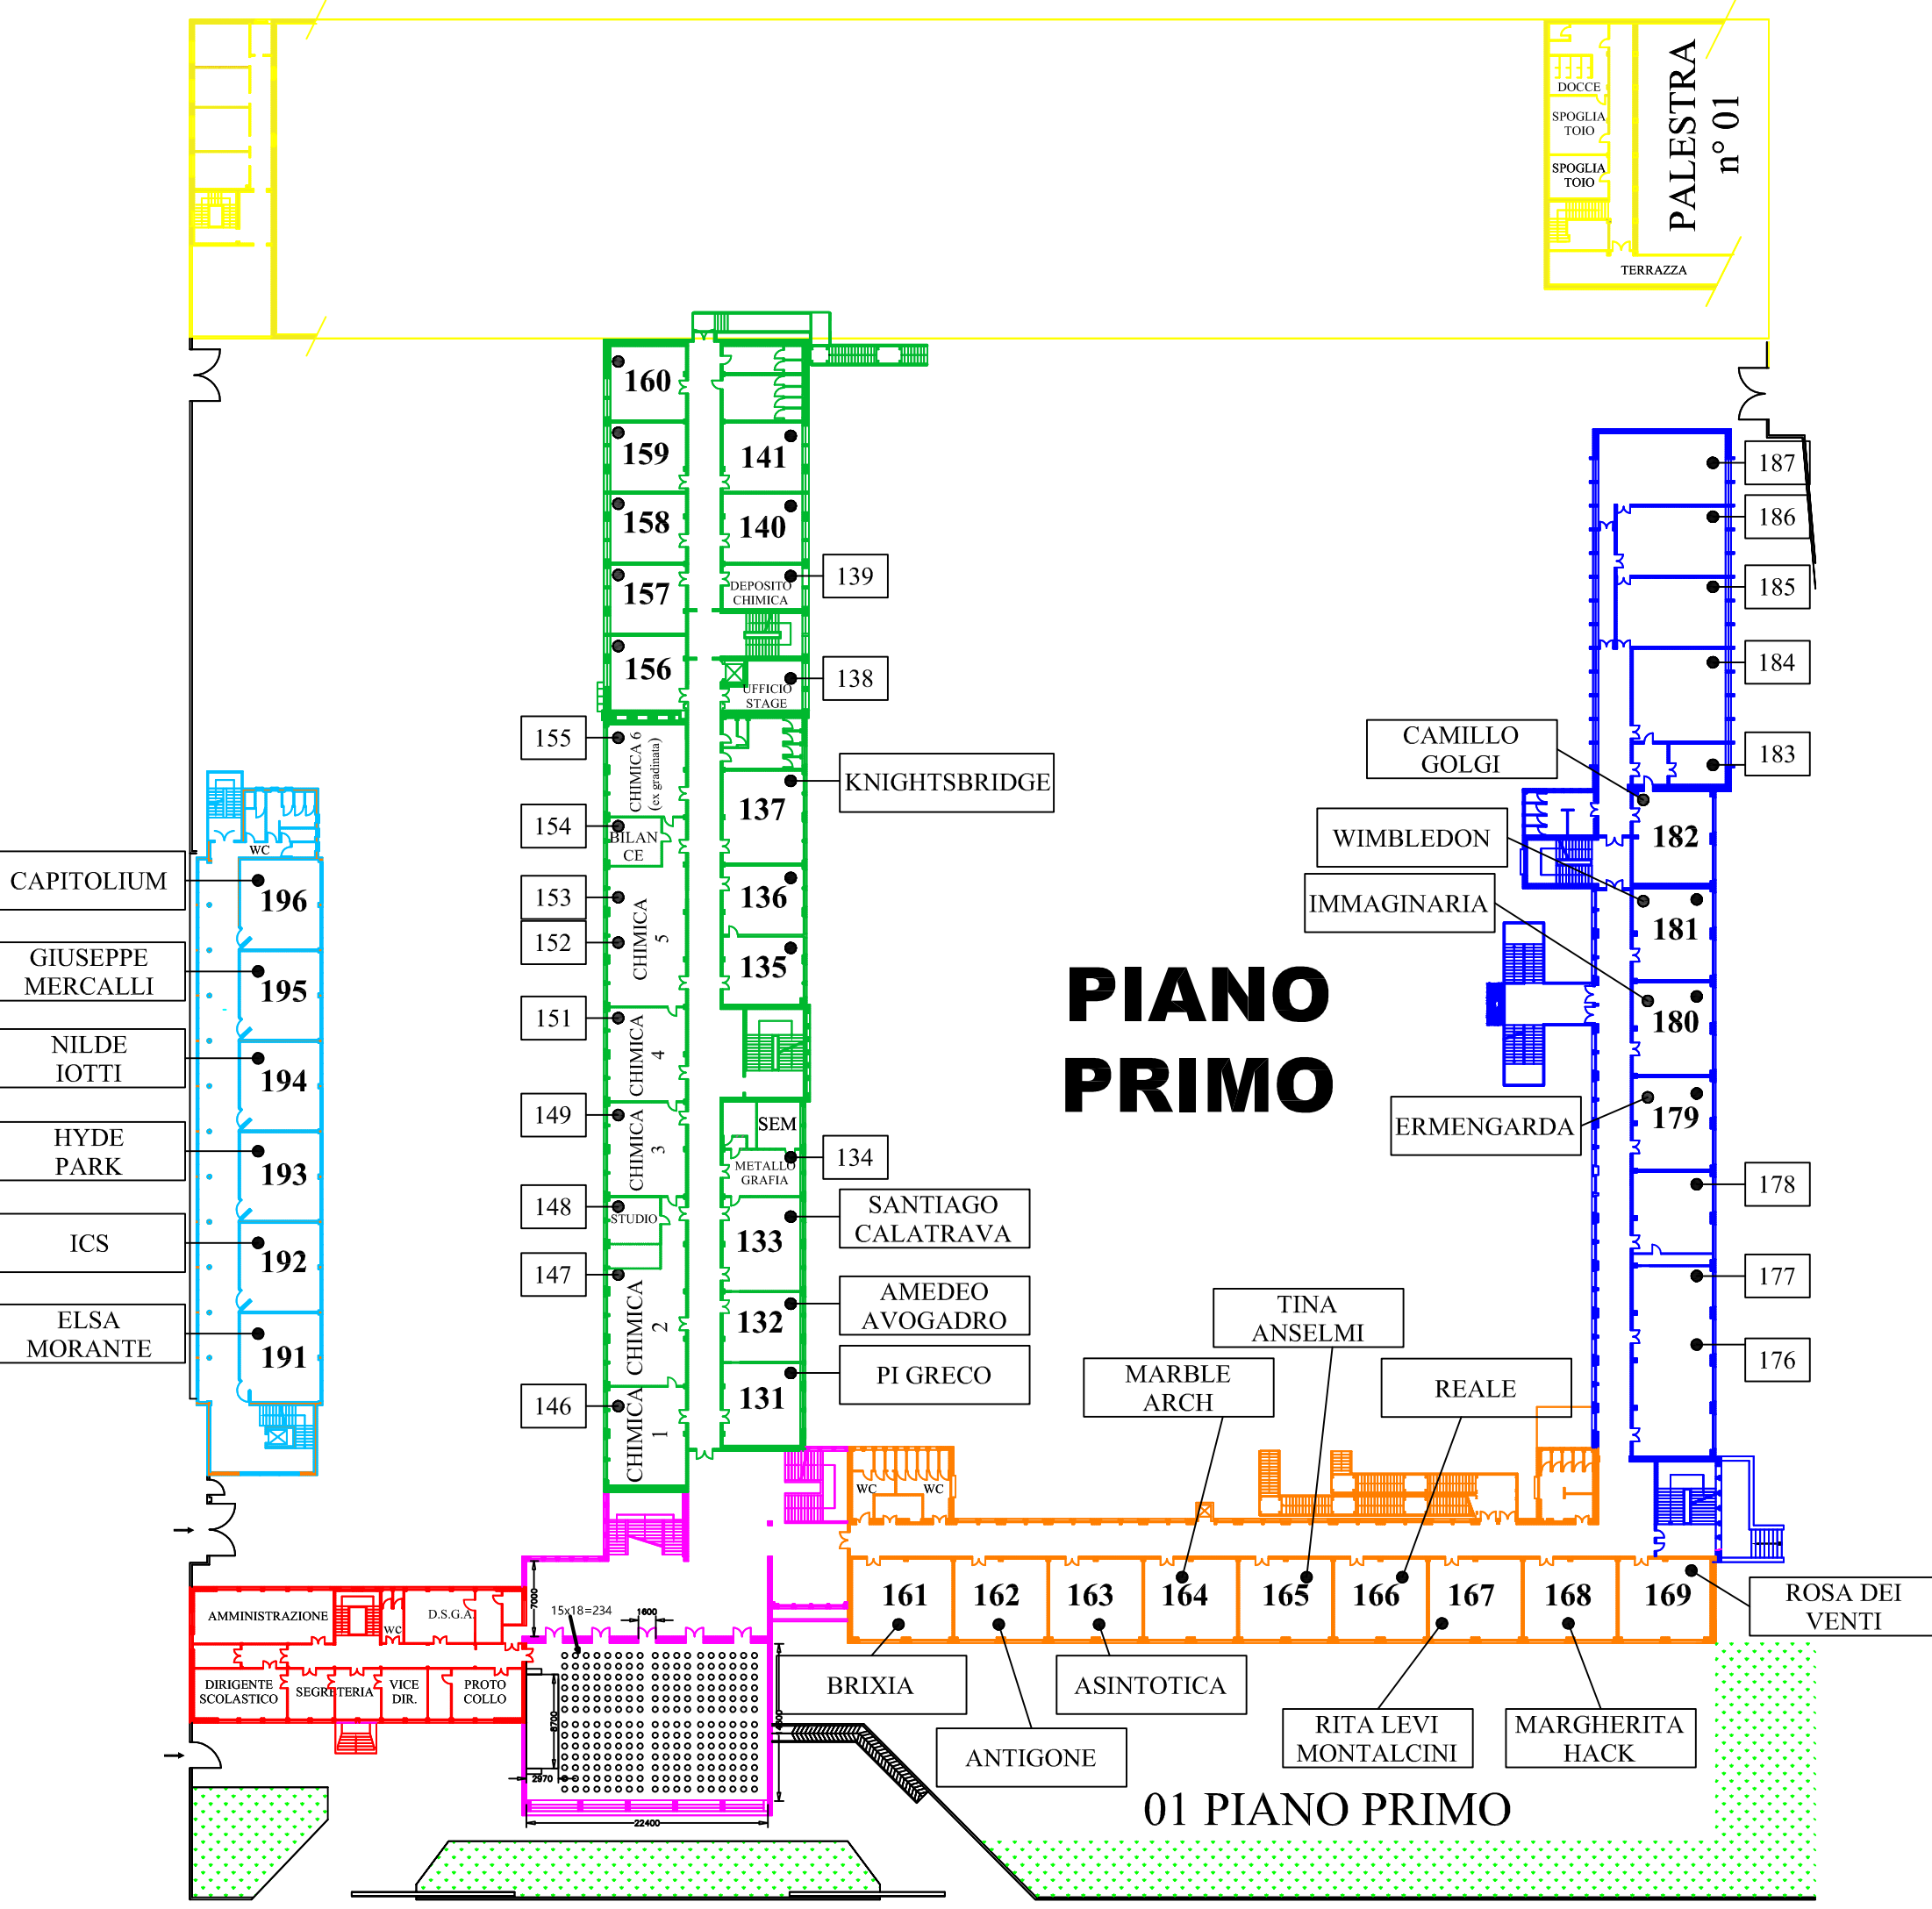 DOCCE
SPOGLIA
TOIO
SPOGLIA
TOIO
PALESTRA
n° 01
TERRAZZA
160
159
141
158
140
157
DEPOSITO
CHIMICA
139
156
UFFICIO
STAGE
138
187
186
185
184
183
155
CHIMICA 6
(ex gradinata)
KNIGHTSBRIDGE
137
154
BILAN
CE
153
152
CHIMICA
5
136
135
151
CHIMICA
4
149
CHIMICA
3
SEM
METALLO
GRAFIA
134
148
STUDIO
133
SANTIAGO
CALATRAVA
147
CHIMICA
2
132
AMEDEO
AVOGADRO
131
PI GRECO
146
CHIMICA
1
WC
CAPITOLIUM
196
GIUSEPPE
MERCALLI
195
NILDE
IOTTI
194
HYDE
PARK
193
ICS
192
ELSA
MORANTE
191
CAMILLO
GOLGI
182
WIMBLEDON
181
IMMAGINARIA
180
ERMENGARDA
179
178
177
176
PIANO
PRIMO
TINA
ANSELMI
MARBLE
ARCH
REALE
WC
WC
161
162
163
164
165
166
167
168
169
ROSA DEI
VENTI
BRIXIA
ASINTOTICA
ANTIGONE
RITA LEVI
MONTALCINI
MARGHERITA
HACK
01 PIANO PRIMO
AMMINISTRAZIONE
WC
D.S.G.A.
DIRIGENTE
SCOLASTICO
SEGRETERIA
VICE
DIR.
PROTO
COLLO
7000
15x18=234
1600
6700
2970
22400